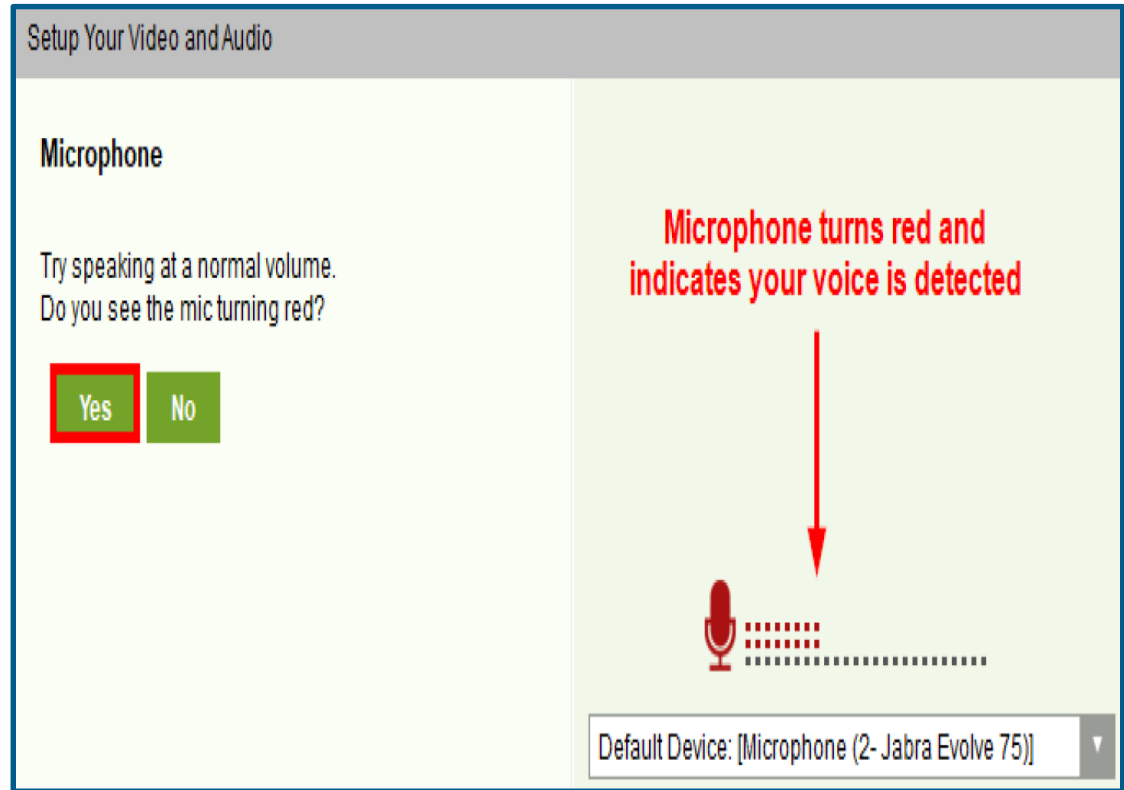 Setup Your Video and Audio
Microphone
Try speaking at a normal volume.
Do you see the mic turning red?
Yes No
Microphone turns red and
indicates your voice is detected
Default Device: [Microphone (2- Jabra Evolve 75)]